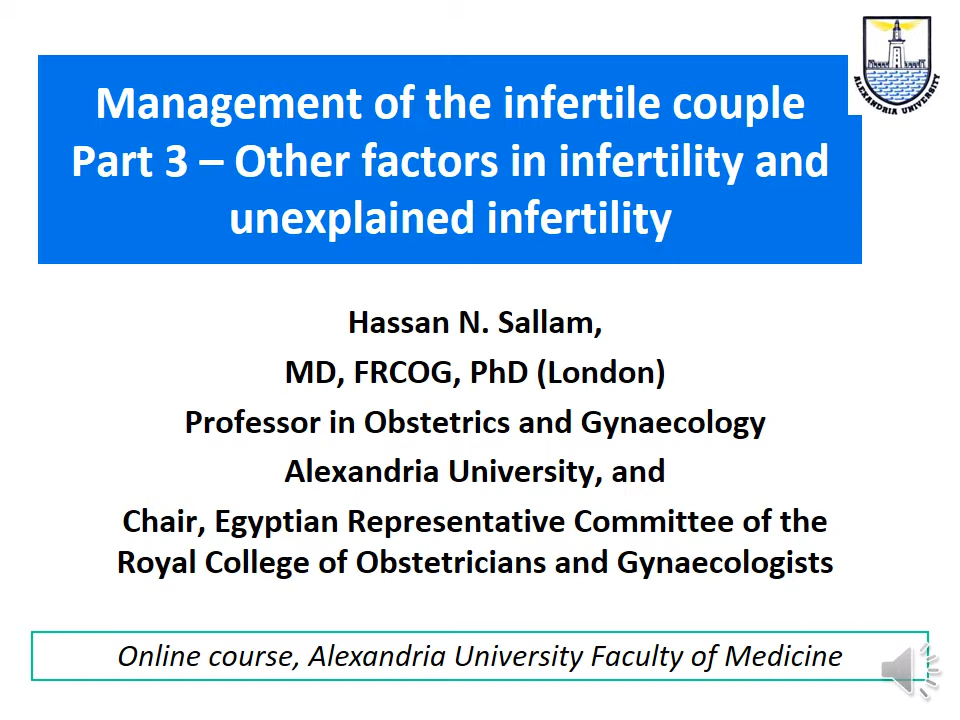 Management of the infertile couple
Part 3 – Other factors in infertility and
unexplained infertility
ALEXANDRIA UNIVERSITY
Hassan N. Sallam,
MD, FRCOG, PhD (London)
Professor in Obstetrics and Gynaecology
Alexandria University, and
Chair, Egyptian Representative Committee of the
Royal College of Obstetricians and Gynaecologists
Online course, Alexandria University Faculty of Medicine